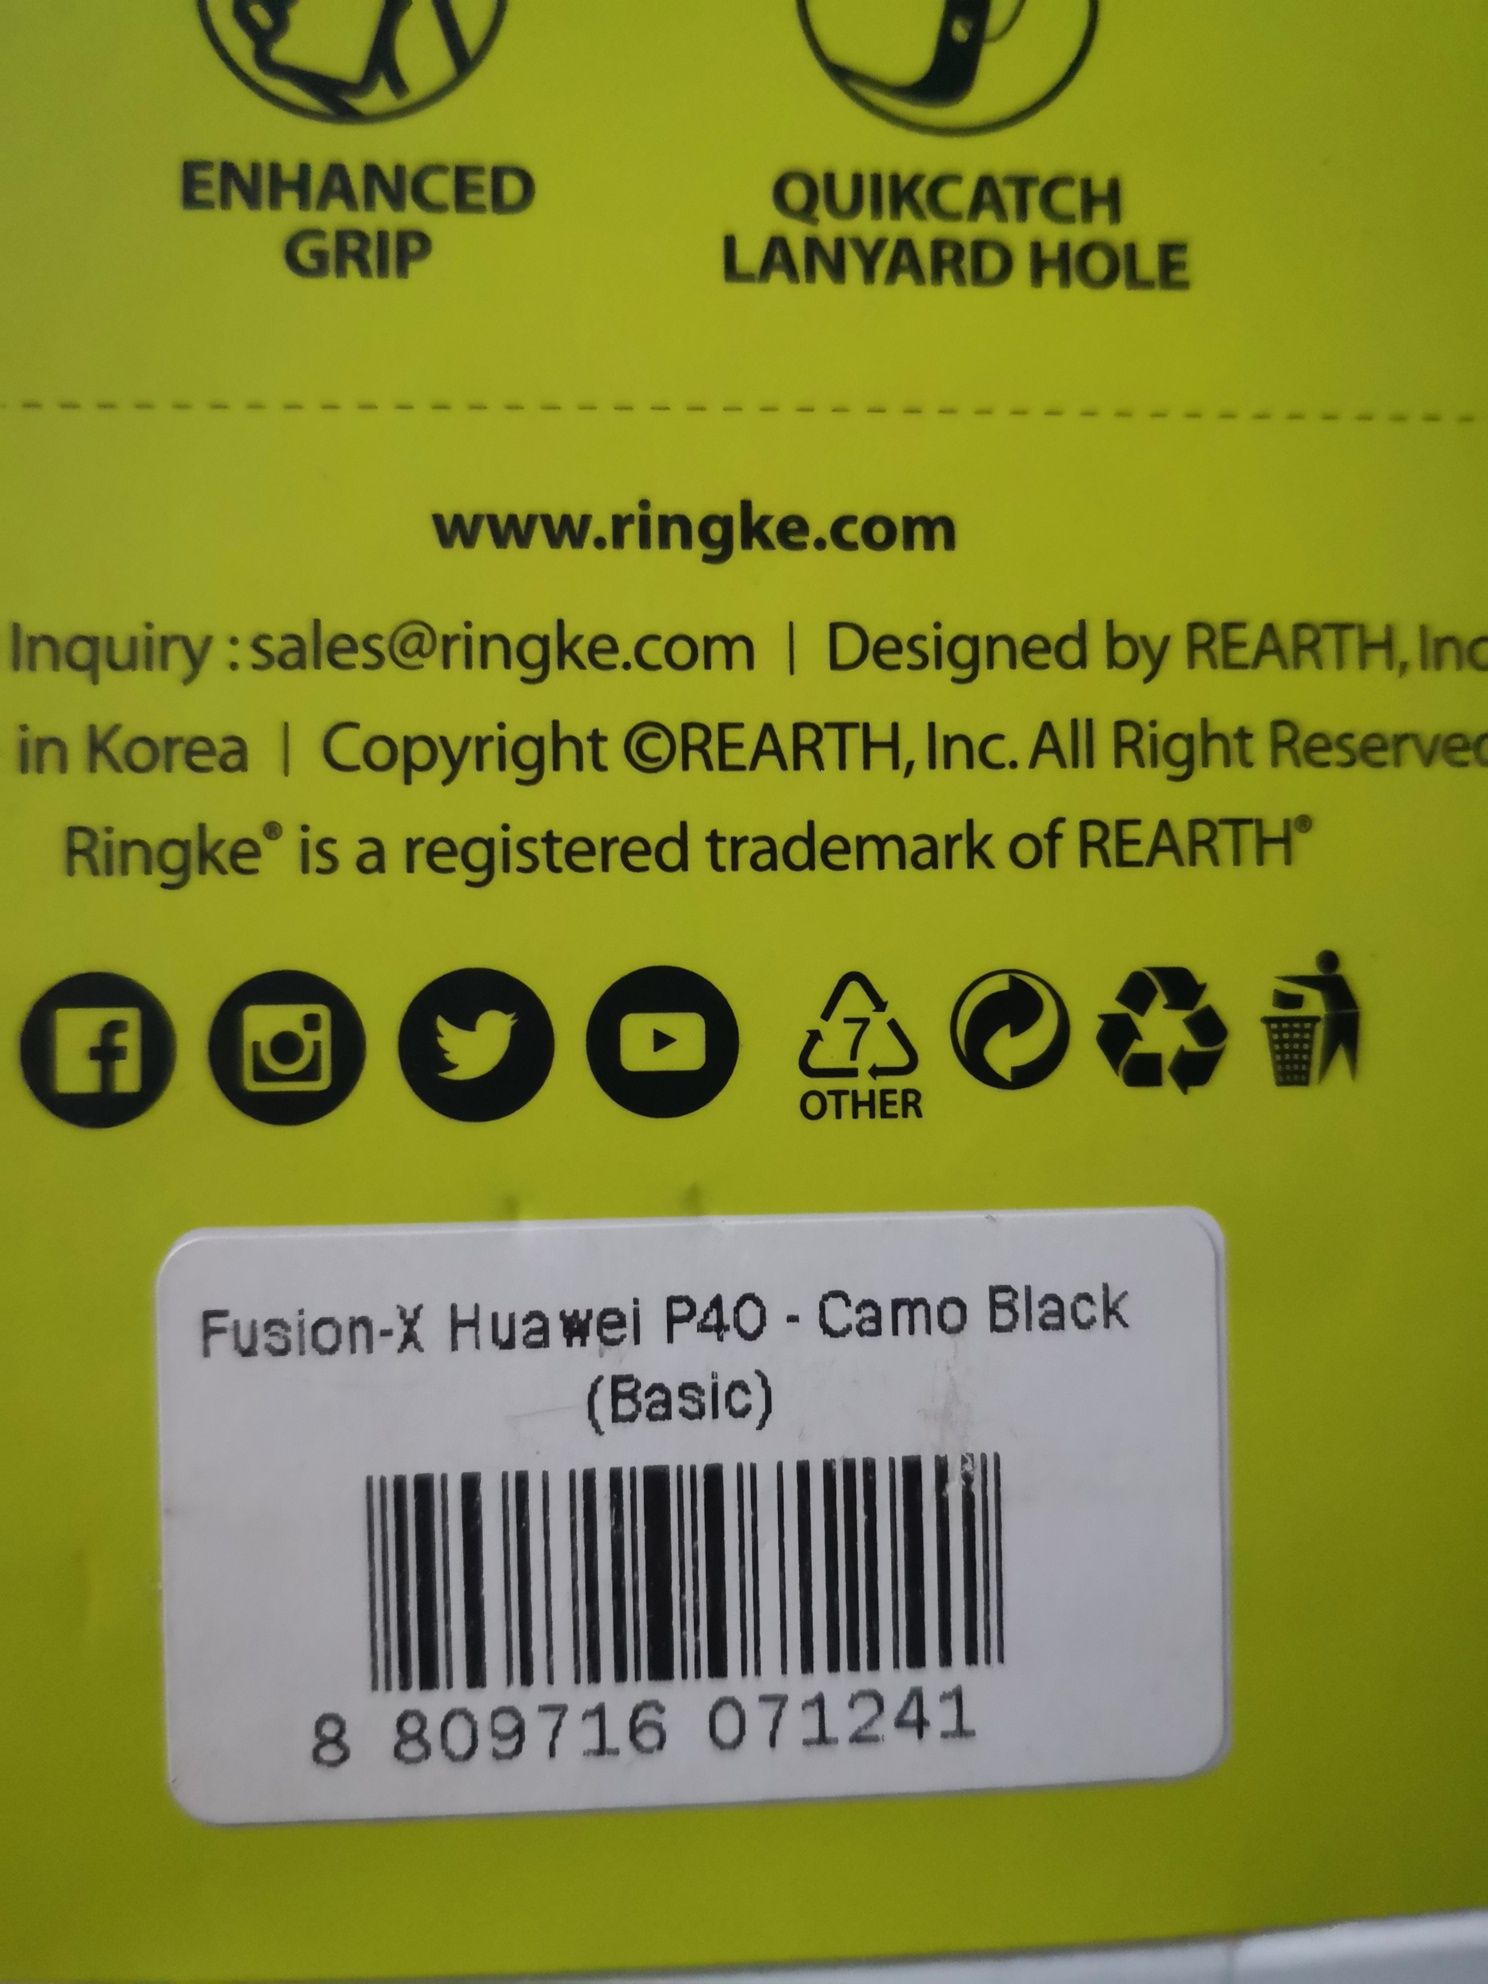 ENHANCED
GRIP
QUIKCATCH
LANYARD HOLE
www.ringke.com
Inquiry : sales@ringke.com | Designed by REARTH, Inc
in Korea | Copyright ©REARTH, Inc. All Right Reserved
Ringke® is a registered trademark of REARTH®
7
OTHER
Fusion-X Huawei P40 - Camo Black
(Basic)
8 809716 071241